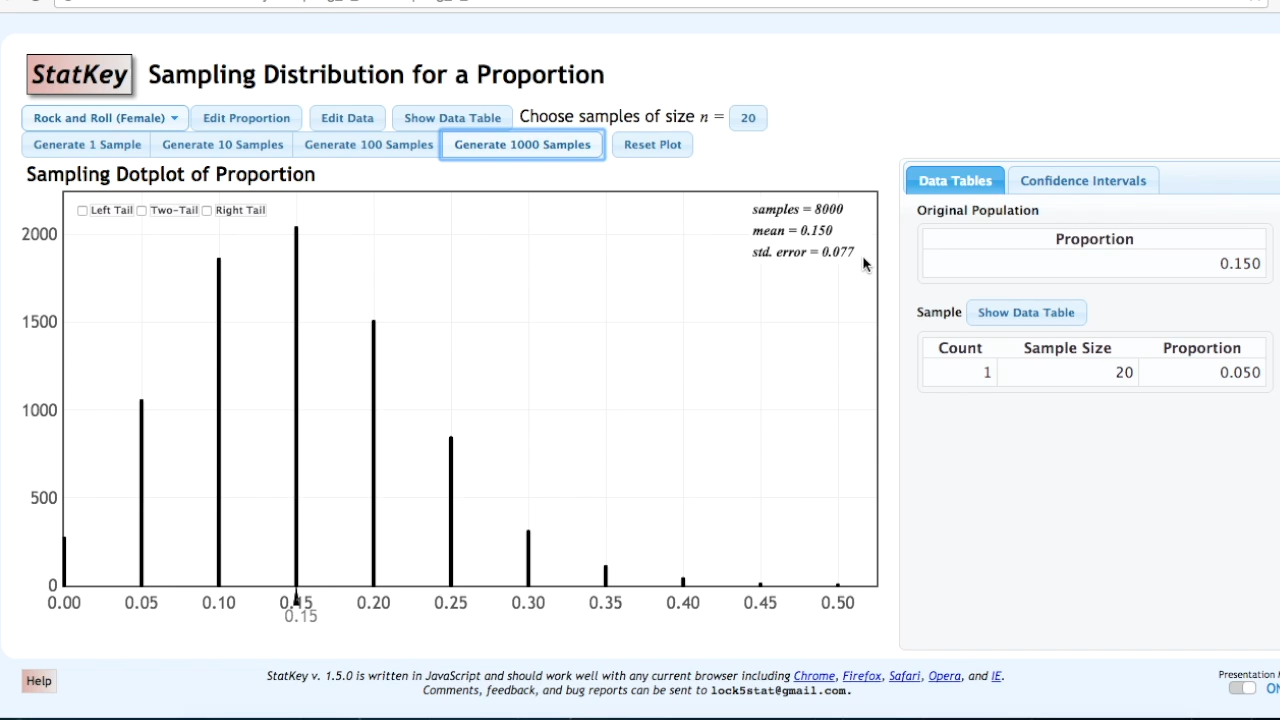 StatKey Sampling Distribution for a Proportion
Rock and Roll (Female) Edit Proportion Edit Data Show Data Table Choose samples of size n = 20
Generate 1 Sample Generate 10 Samples Generate 100 Samples Generate 1000 Samples Reset Plot
Sampling Dotplot of Proportion
Left Tail Two-Tail Right Tail
samples = 8000
mean = 0.150
std. error = 0.077
2000
1500
1000
500
0
0.00 0.05 0.10 0.15 0.20 0.25 0.30 0.35 0.40 0.45 0.50
0.15
Data Tables Confidence Intervals
Original Population
Proportion
0.150
Sample Show Data Table
Count Sample Size Proportion
1 20 0.050
Help
StatKey v. 1.5.0 is written in JavaScript and should work well with any current browser including Chrome, Firefox, Safari, Opera, and IE.
Comments, feedback, and bug reports can be sent to lock5stat@gmail.com.
Presentation